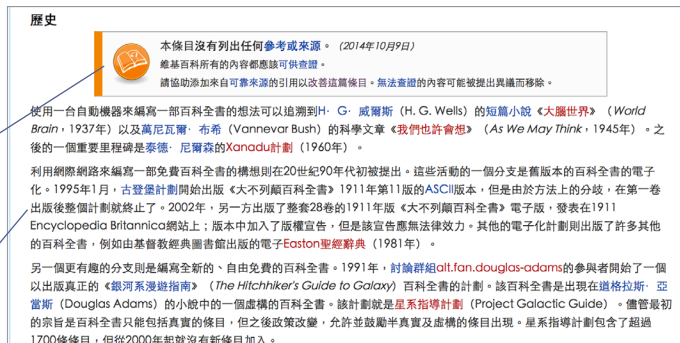 歷史
本條目沒有列出任何參考或來源。 (2014年10月9日)
維基百科所有的內容都應該可供查證。
請協助添加來自可靠來源的引用以改善這篇條目。無法查證的內容可能被提出異議而移除。
使用一台自動機器來編寫一部百科全書的想法可以追溯到H· G· 威爾斯（H. G. Wells）的短篇小說《大腦世界》（World
Brain，1937年）以及萬尼瓦爾· 布希（Vannevar Bush）的科學文章《我們也許會想》（As We May Think，1945年）。之
後的一個重要里程碑是泰德· 尼爾森的Xanadu計劃（1960年）。
利用網際網路來編寫一部免費百科全書的構想則在20世紀90年代初被提出。這些活動的一個分支是舊版本的百科全書的電子
化。1995年1月，古登堡計劃開始出版《大不列顛百科全書》1911年第11版的ASCII版本，但是由於方法上的分歧，在第一卷
出版後整個計劃就終止了。2002年，另一方出版了整套28卷的1911年版《大不列顛百科全書》電子版，發表在1911
Encyclopedia Britannica網站上；版本中加入了版權宣告，但是該宣告應無法律效力。其他的電子化計劃則出版了許多其他
的百科全書，例如由基督教經典圖書館出版的電子Easton聖經辭典（1981年）。
另一個更有趣的分支則是編寫全新的、自由免費的百科全書。1991年，討論群組alt.fan.douglas-adams的參與者開始了一個
以出版真正的《銀河系漫遊指南》（The Hitchhiker's Guide to Galaxy）百科全書的計劃。該百科全書是出現在道格拉斯· 亞
當斯（Douglas Adams）的小說中的一個虛構的百科全書。該計劃就是星系指導計劃（Project Galactic Guide）。儘管最初
的宗旨是百科全書只能包括真實的條目，但之後政策改變，允許並鼓勵半真實及虛構的條目出現。星系指導計劃包含了超過
1700條條目，但從2000年起就沒有新條目加入。